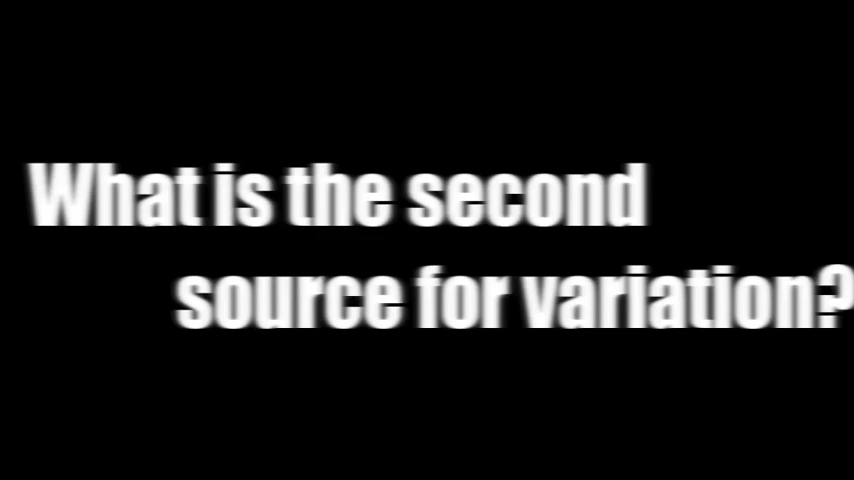 What is the second
source for variation?